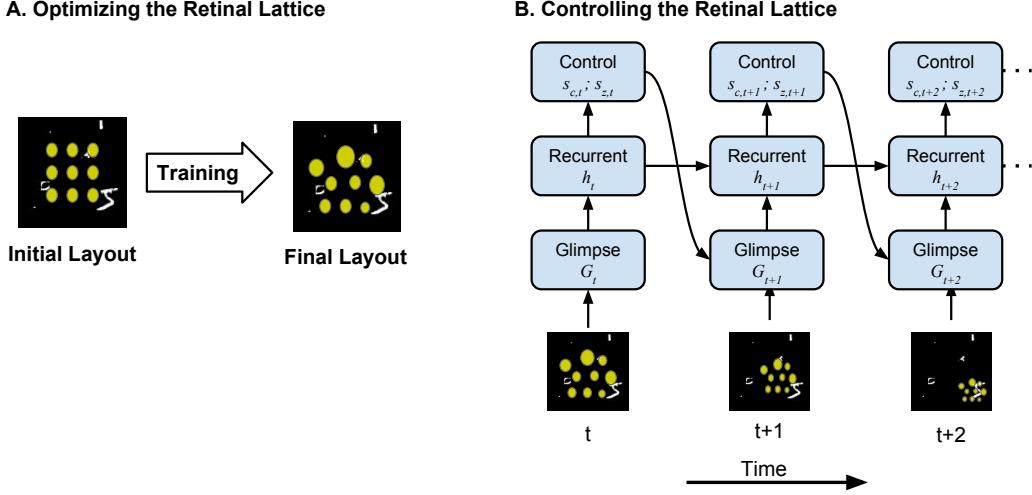 A. Optimizing the Retinal Lattice
Training
Initial Layout
Final Layout
B. Controlling the Retinal Lattice
Control
s_{c,t} ; s_{z,t}
Control
s_{c,t+1} ; s_{z,t+1}
Control
s_{c,t+2} ; s_{z,t+2}
Recurrent
h_t
Recurrent
h_{t+1}
Recurrent
h_{t+2}
Glimpse
G_t
Glimpse
G_{t+1}
Glimpse
G_{t+2}
t
t+1
t+2
Time